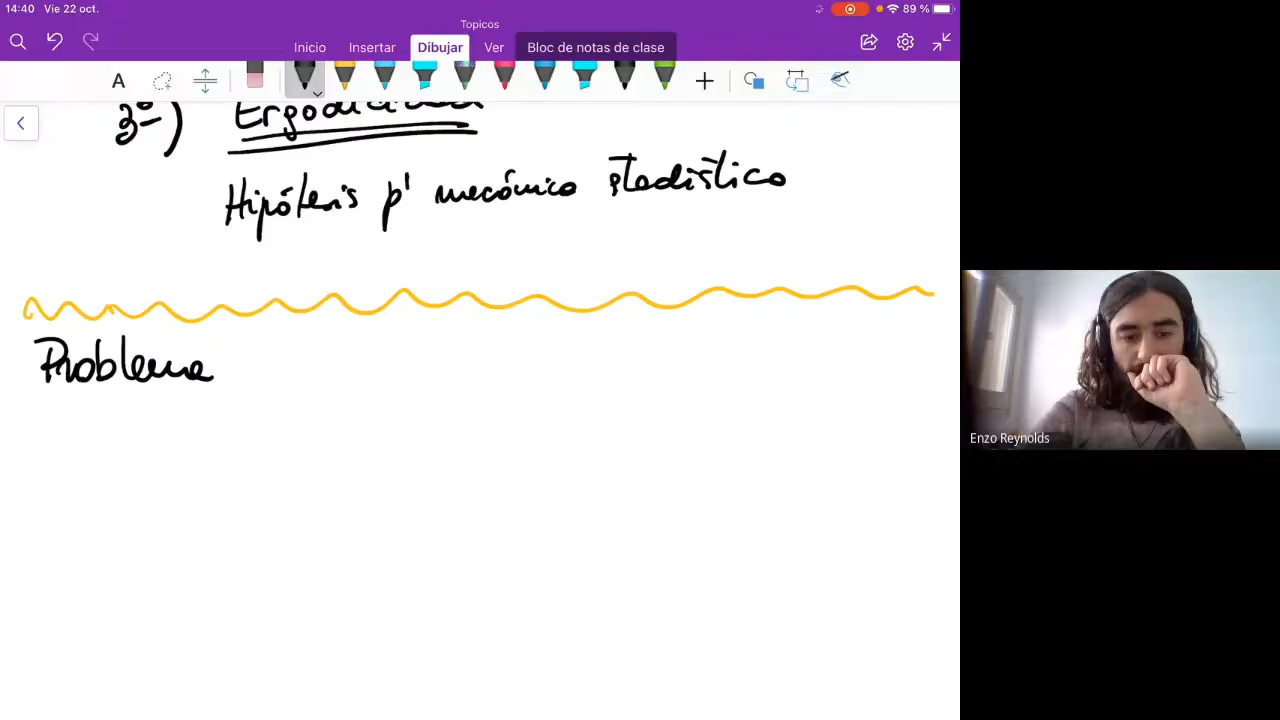 14:40 Vie 22 oct.
89 %
Topicos
Inicio Insertar Dibujar Ver Bloc de notas de clase
A
3º-)
Hipótesis p' mecánica estadística
Problema
Enzo Reynolds